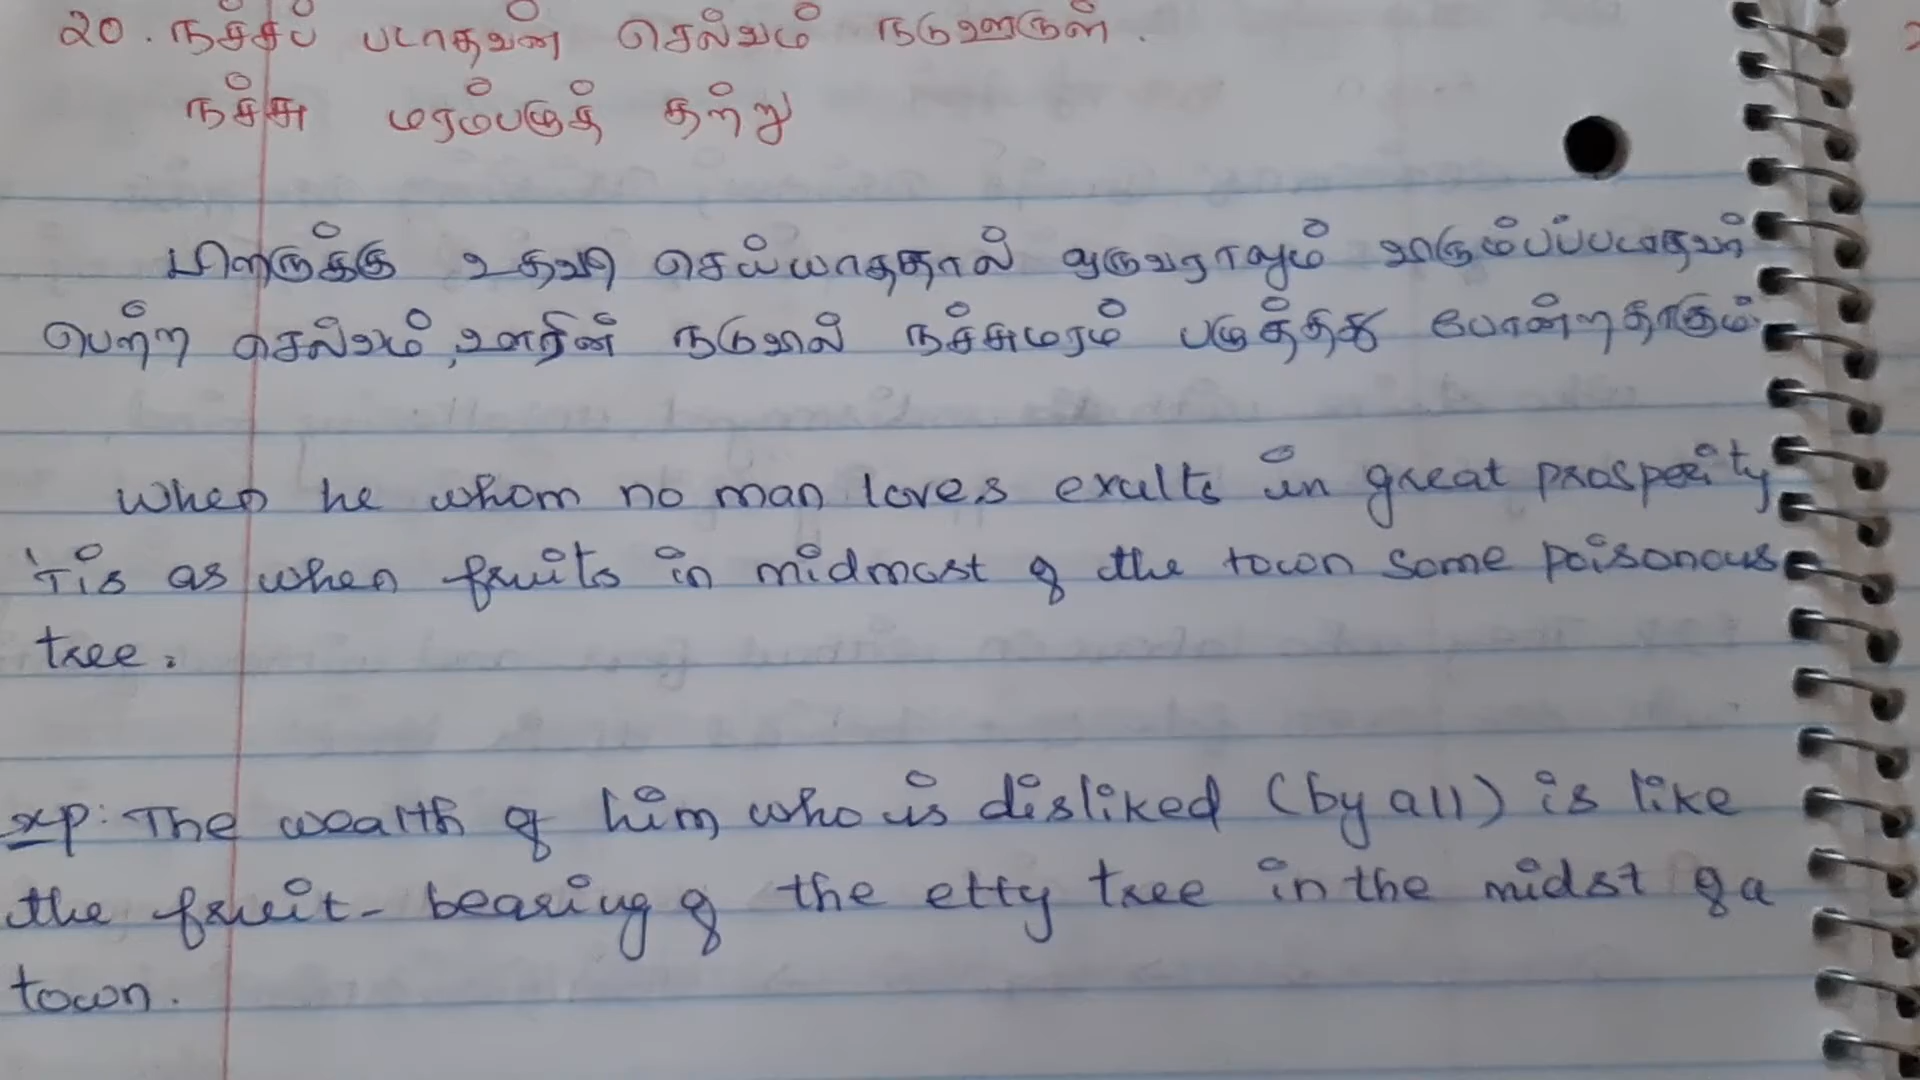 20. நச்சப் படாதவன் செல்வம் நடுஊருள்.
நச்சு மரம்பழுத் தற்று
பிறருக்கு உதவி செய்யாததால் ஒருவராலும் விரும்பப்படாதவன்
பெற்ற செல்வம், ஊரின் நடுவில் நச்சுமரம் பழுத்தது போன்றதாகும்.
When he whom no man loves exults in great prosperity
'Tis as when fruits in midmost of the town some poisonous
tree.
xp: The wealth of him who is disliked (by all) is like
the fruit-bearing of the etty tree in the midst of a
town.